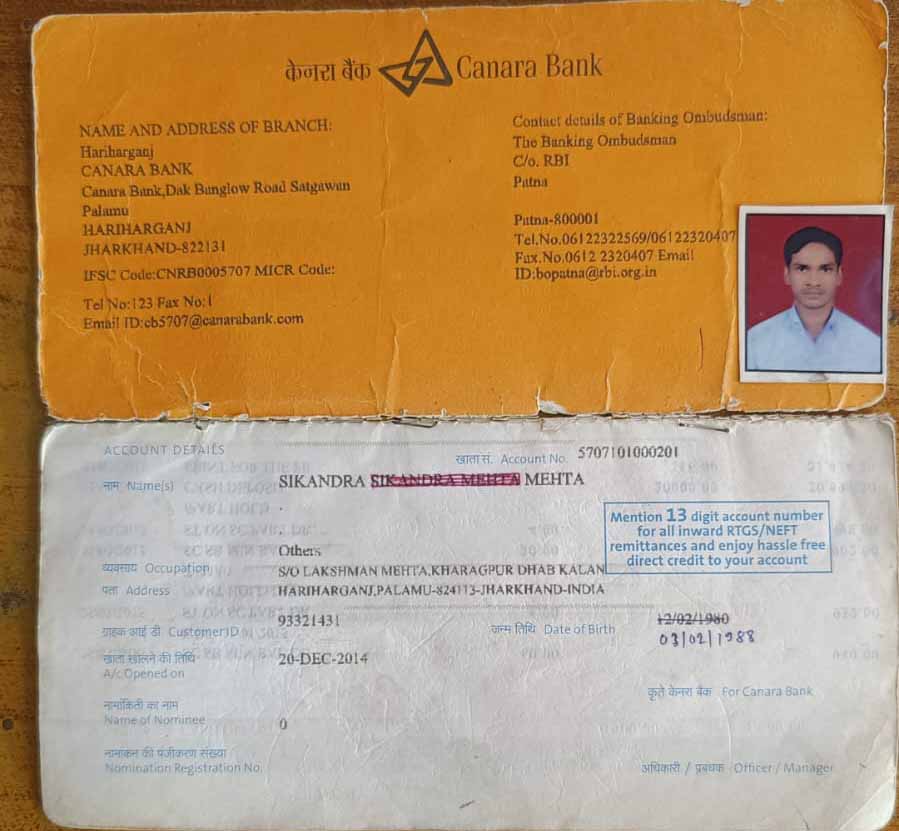 केनरा बैंक Canara Bank
NAME AND ADDRESS OF BRANCH:
Hariharganj
CANARA BANK
Canara Bank,Dak Banglow Road Satgawan
Palamu
HARIHARGANJ
JHARKHAND-822131
IFSC Code:CNRB0005707 MICR Code:
Tel No:123 Fax No:1
Email ID:cb5707@canarabank.com
Contact details of Banking Ombudsman:
The Banking Ombudsman
C/o. RBI
Patna
Patna-800001
Tel.No.06122322569/06122320407
Fax.No.0612 2320407 Email
ID:bopatna@rbi.org.in
ACCOUNT DETAILS
खाता सं. Account No. 5707101000201
नाम Name(s) SIKANDRA SIKANDRA MEHTA MEHTA
Mention 13 digit account number
for all inward RTGS/NEFT
remittances and enjoy hassle free
direct credit to your account
व्यवसाय Occupation Others
पता Address S/O LAKSHMAN MEHTA,KHARAGPUR DHAB KALAN
HARIHARGANJ,PALAMU-824113-JHARKHAND-INDIA
ग्राहक आई डी Customer ID 93321431
जन्म तिथि Date of Birth 12/02/1980
03/02/1988
खाता खोलने की तिथि
A/c Opened on 20-DEC-2014
कृते केनरा बैंक For Canara Bank
नामांकिती का नाम
Name of Nominee 0
नामांकन की पंजीकरण संख्या
Nomination Registration No.
अधिकारी / प्रबंधक Officer / Manager